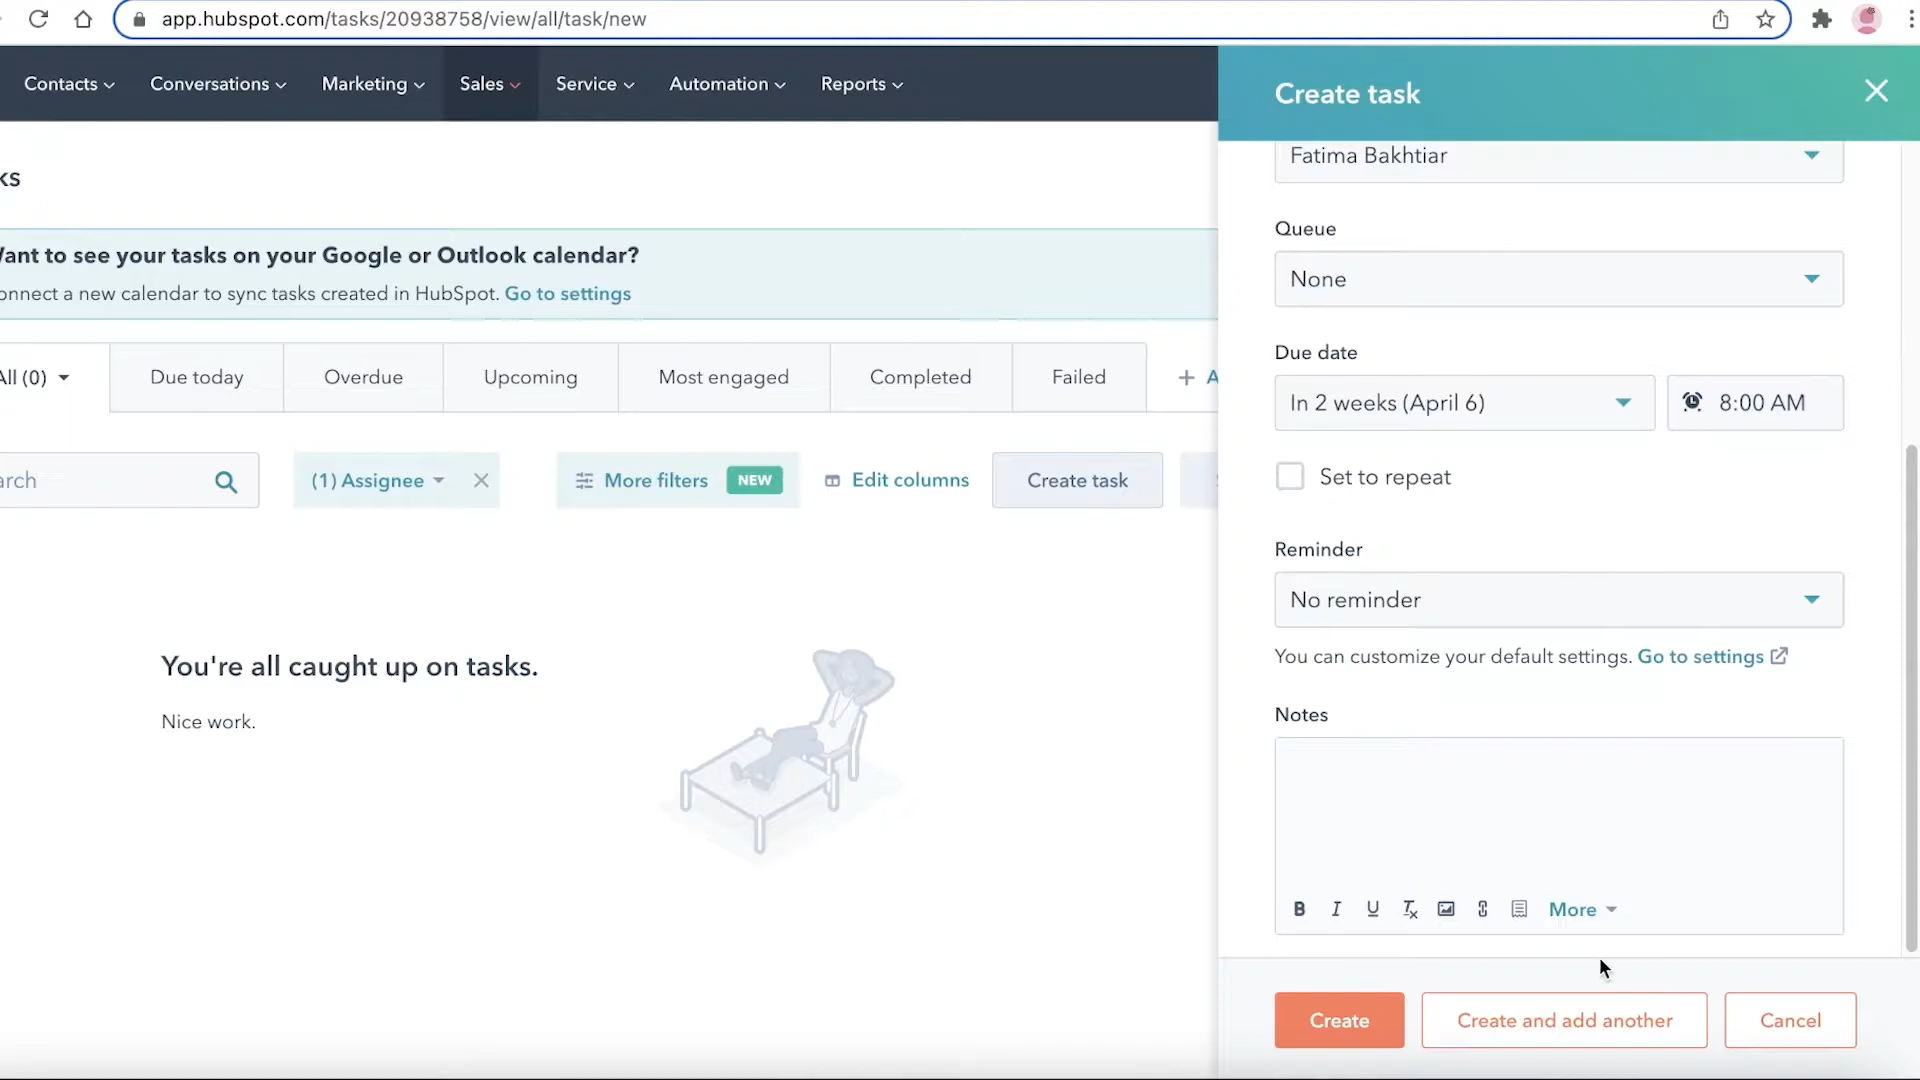 app.hubspot.com/tasks/20938758/view/all/task/new
Contacts Conversations Marketing Sales Service Automation Reports
Create task
Fatima Bakhtiar
ks
Queue
None
Want to see your tasks on your Google or Outlook calendar?
onnect a new calendar to sync tasks created in HubSpot. Go to settings
Due date
In 2 weeks (April 6) 8:00 AM
All (0) Due today Overdue Upcoming Most engaged Completed Failed + A
arch (1) Assignee More filters NEW Edit columns Create task
Set to repeat
Reminder
No reminder
You can customize your default settings. Go to settings
You're all caught up on tasks.
Nice work.
Notes
B I U Tx More
Create Create and add another Cancel